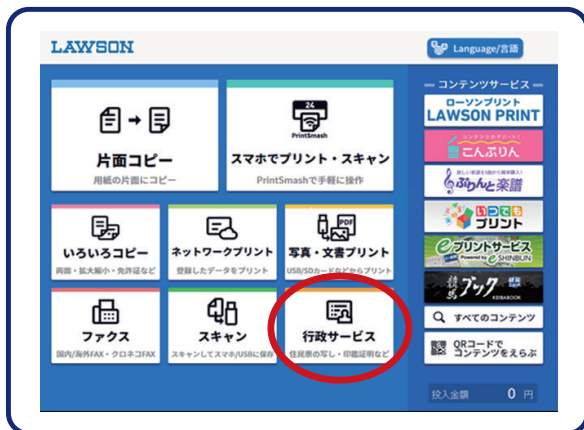 LAWSON
Language/言語
片面コピー
用紙の片面にコピー
24
PrintSmash
スマホでプリント・スキャン
PrintSmashで手軽に操作
いろいろコピー
両面・拡大縮小・免許証など
ネットワークプリント
登録したデータをプリント
PDF
写真・文書プリント
USB/SDカードなどからプリント
ファクス
国内/海外FAX・クロネコFAX
スキャン
スキャンしてスマホ/USBに保存
行政サービス
住民票の写し・印鑑証明など
コンテンツサービス
ローソンプリント
LAWSON PRINT
コンテンツのデパート!
こんぷりん
ぷりんと楽譜
いつでも
プリント
eプリントサービス
Powered by e-SHINBUN
競馬ブック
KEIBABOOK
すべてのコンテンツ
QRコードで
コンテンツをえらぶ
投入金額 0 円